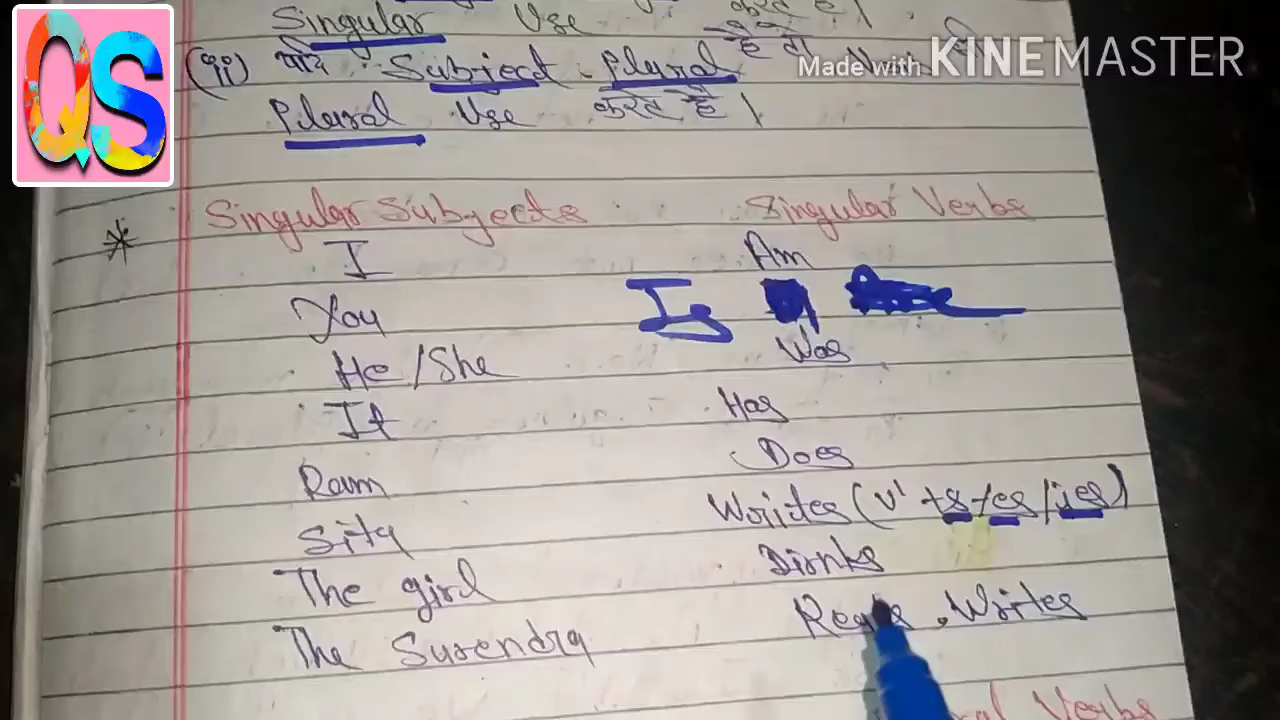 QS
Made with KINEMASTER
Singular Use करते है।
(ii) यदि Subject Plural है तो
Plural Use करते है।
Singular Subjects Singular Verbs
I Am
You Is
He/She Was
It Has
Ram Does
Sita Writes (V¹ +s/es/ies)
The girl Dirnks
The Surendra Reads, Writes
Verbs